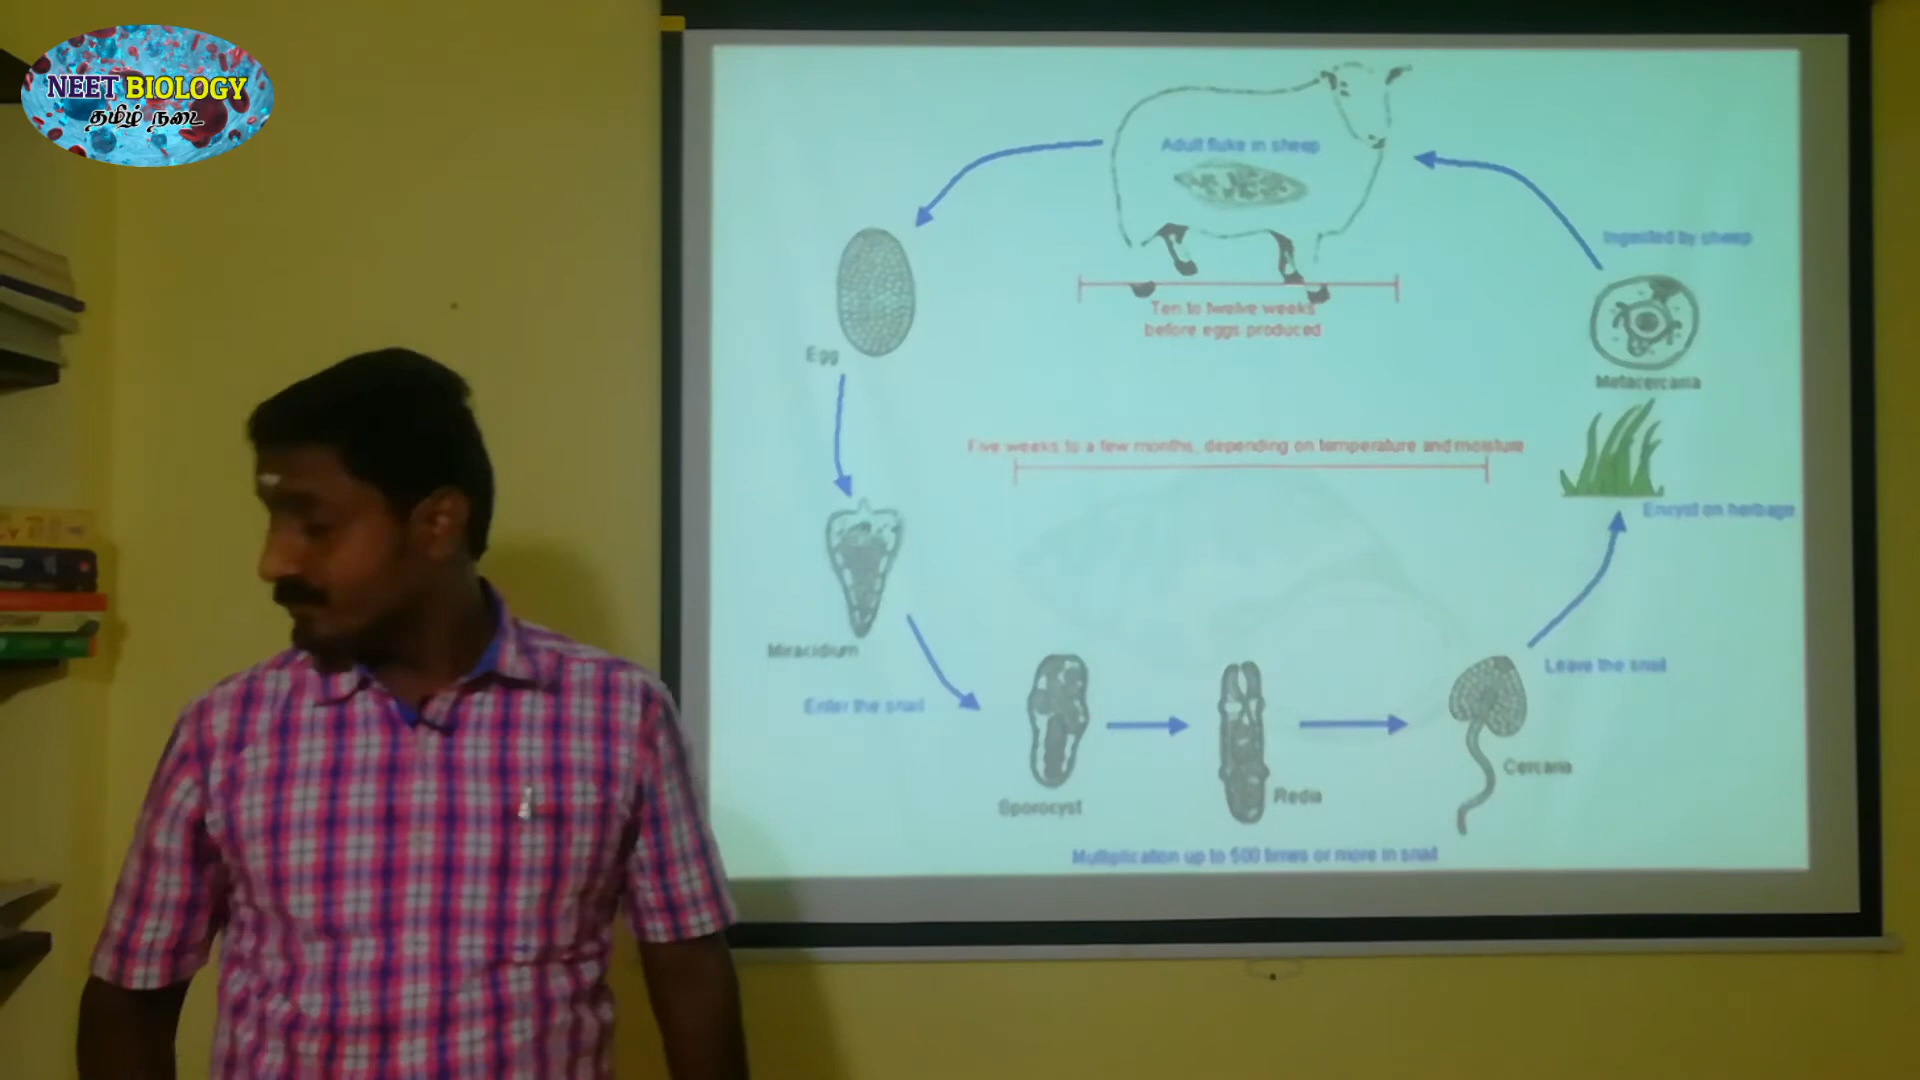 NEET BIOLOGY
தமிழ் நடை
Adult fluke in sheep
Ingested by sheep
Ten to twelve weeks
before eggs produced
Egg
Metacercaria
Five weeks to a few months, depending on temperature and moisture
Encyst on herbage
Miracidium
Leave the snail
Enter the snail
Cercaria
Redia
Sporocyst
Multiplication up to 500 times or more in snail